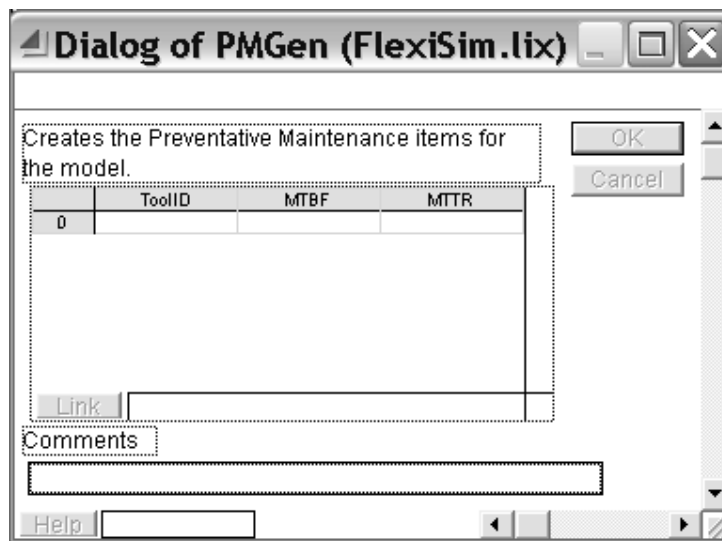 Dialog of PMGen (FlexiSim.lix)
Creates the Preventative Maintenance items for
the model.
OK
Cancel
ToolID MTBF MTTR
0
Link
Comments
Help